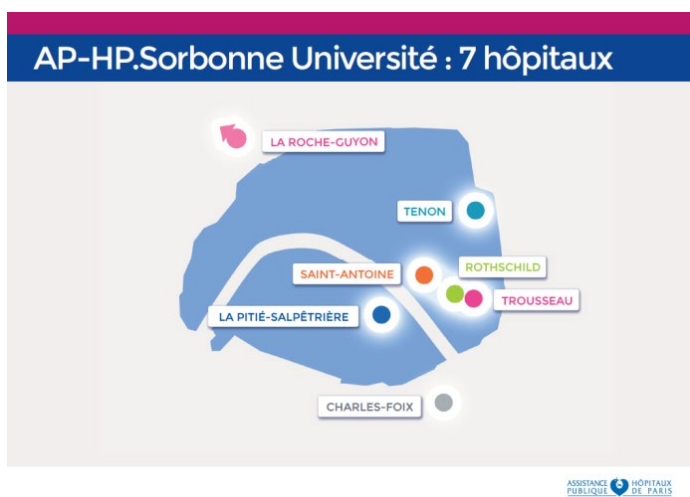 AP-HP.Sorbonne Université : 7 hôpitaux
LA ROCHE-GUYON
TENON
ROTHSCHILD
SAINT-ANTOINE
TROUSSEAU
LA PITIÉ-SALPÊTRIÈRE
CHARLES-FOIX
ASSISTANCE HÔPITAUX
PUBLIQUE DE PARIS